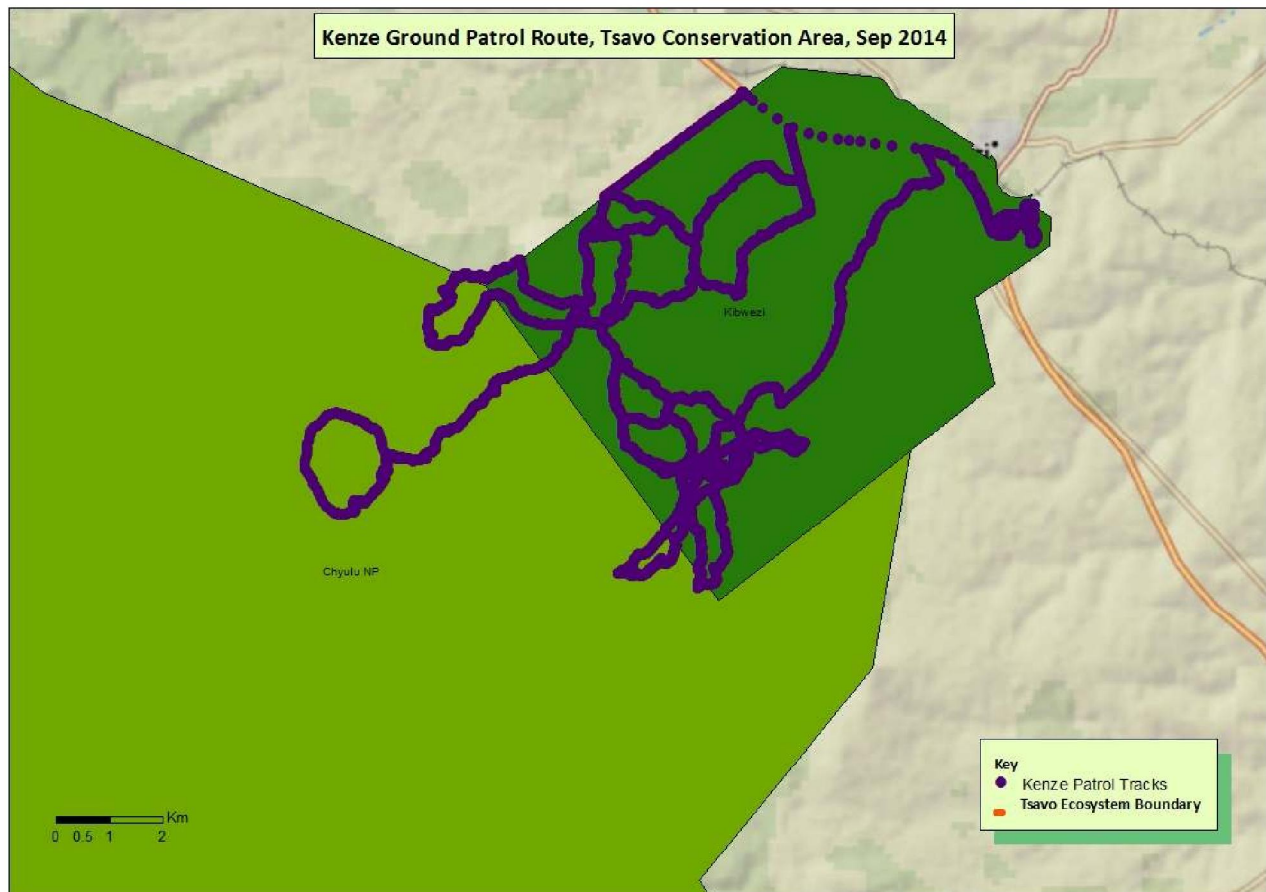 Kenze Ground Patrol Route, Tsavo Conservation Area, Sep 2014
Kibwezi
Chyulu NP
Key
Kenze Patrol Tracks
Tsavo Ecosystem Boundary
Km
0 0.5 1 2